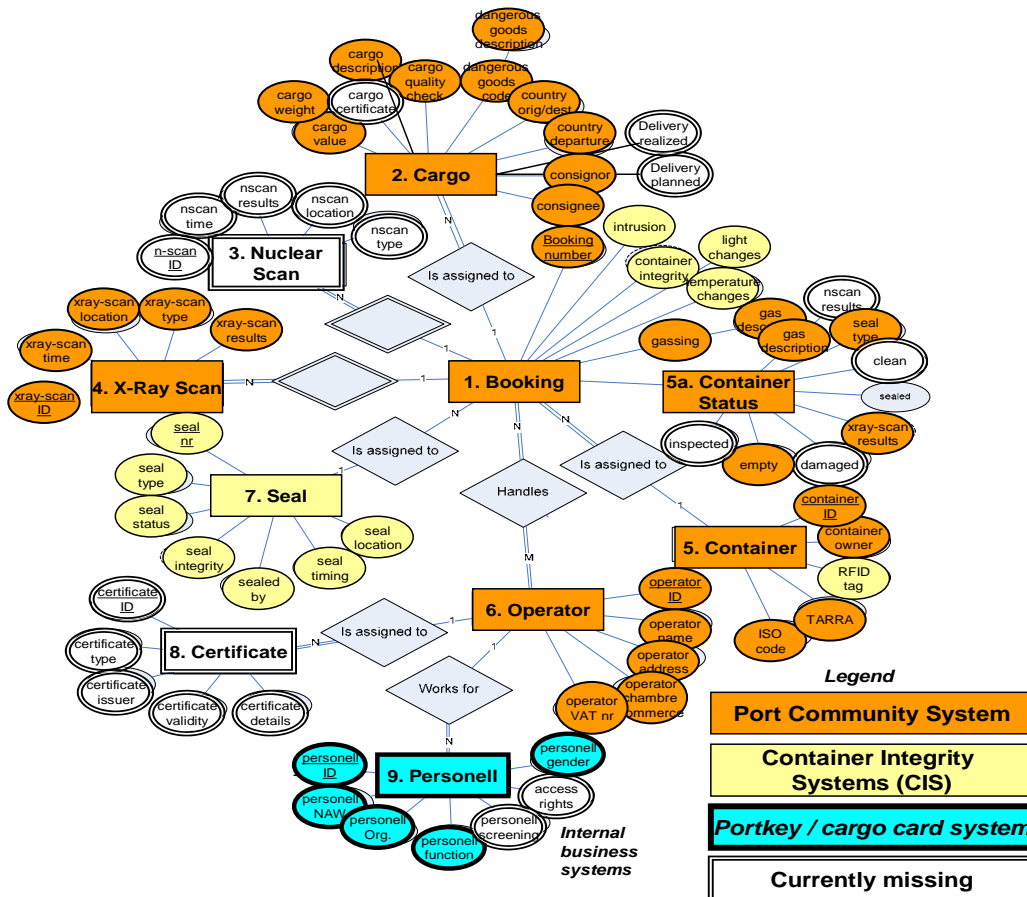 dangerous
goods
description
cargo
description
cargo
quality
check
dangerous
goods
code
cargo
weight
cargo
certificate
country
orig/dest
cargo
value
country
departure
Delivery
realized
2. Cargo
consignor
Delivery
planned
consignee
nscan
results
nscan
location
nscan
time
nscan
type
n-scan
ID
3. Nuclear
Scan
N
N
Is assigned to
1
1
Booking
number
intrusion
container
integrity
light
changes
temperature
changes
xray-scan
location
xray-scan
type
xray-scan
results
xray-scan
time
xray-scan
ID
4. X-Ray Scan
N
1
1. Booking
gassing
gas
gas
description
nscan
results
seal
type
clean
5a. Container
Status
sealed
xray-scan
results
inspected
empty
damaged
seal
nr
seal
type
seal
status
seal
integrity
sealed
by
seal
timing
seal
location
7. Seal
1
Is assigned to
N
N
Handles
M
N
Is assigned to
1
container
ID
container
owner
5. Container
RFID
tag
TARRA
ISO
code
certificate
ID
certificate
type
certificate
issuer
certificate
validity
certificate
details
8. Certificate
N
Is assigned to
1
6. Operator
operator
ID
operator
name
operator
address
operator
chambre
operator
VAT nr
1
Works for
N
personell
ID
personell
NAW
personell
Org.
personell
function
personell
screening
access
rights
personell
gender
9. Personell
Internal
business
systems
Legend
Port Community System
Container Integrity
Systems (CIS)
Portkey / cargo card system
Currently missing